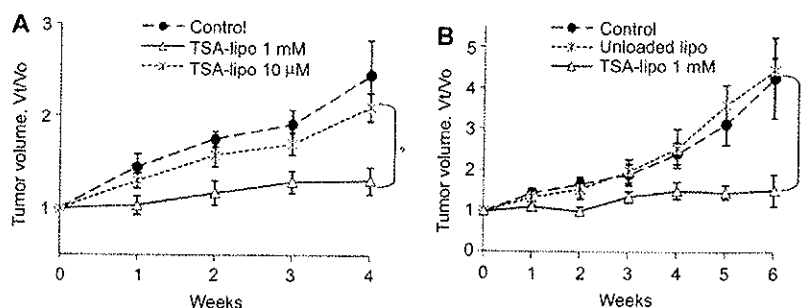 A
Control
TSA-lipo 1 mM
TSA-lipo 10 μM
Tumor volume, Vt/Vo
3
2
1
0 1 2 3 4
Weeks
B
Control
Unloaded lipo
TSA-lipo 1 mM
Tumor volume, Vt/Vo
5
4
3
2
1
0
0 1 2 3 4 5 6
Weeks